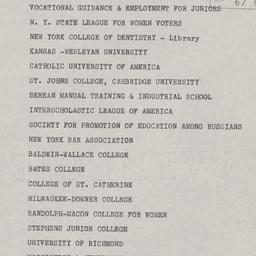 VOCATIONAL GUIDANCE & EMPLOYMENT FOR JUNIORS
N. Y. STATE LEAGUE FOR WOMEN VOTERS
NEW YORK COLLEGE OF DENTISTRY - Library
KANSAS -WESLEYAN UNIVERSITY
CATHOLIC UNIVERSITY OF AMERICA
ST. JOHNS COLLEGE, CAMBRIDGE UNIVERSITY
BEREAN MANUAL TRAINING & INDUSTRIAL SCHOOL
INTERSCHOLASTIC LEAGUE OF AMERICA
SOCIETY FOR PROMOTION OF EDUCATION AMONG RUSSIANS
NEW YORK BAR ASSOCIATION
BALDWIN-WALLACE COLLEGE
BATES COLLEGE
COLLEGE OF ST. CATHERINE
MILWAUKEE-DOWNER COLLEGE
RANDOLPH-MACON COLLEGE FOR WOMEN
STEPHENS JUNIOR COLLEGE
UNIVERSITY OF RICHMOND